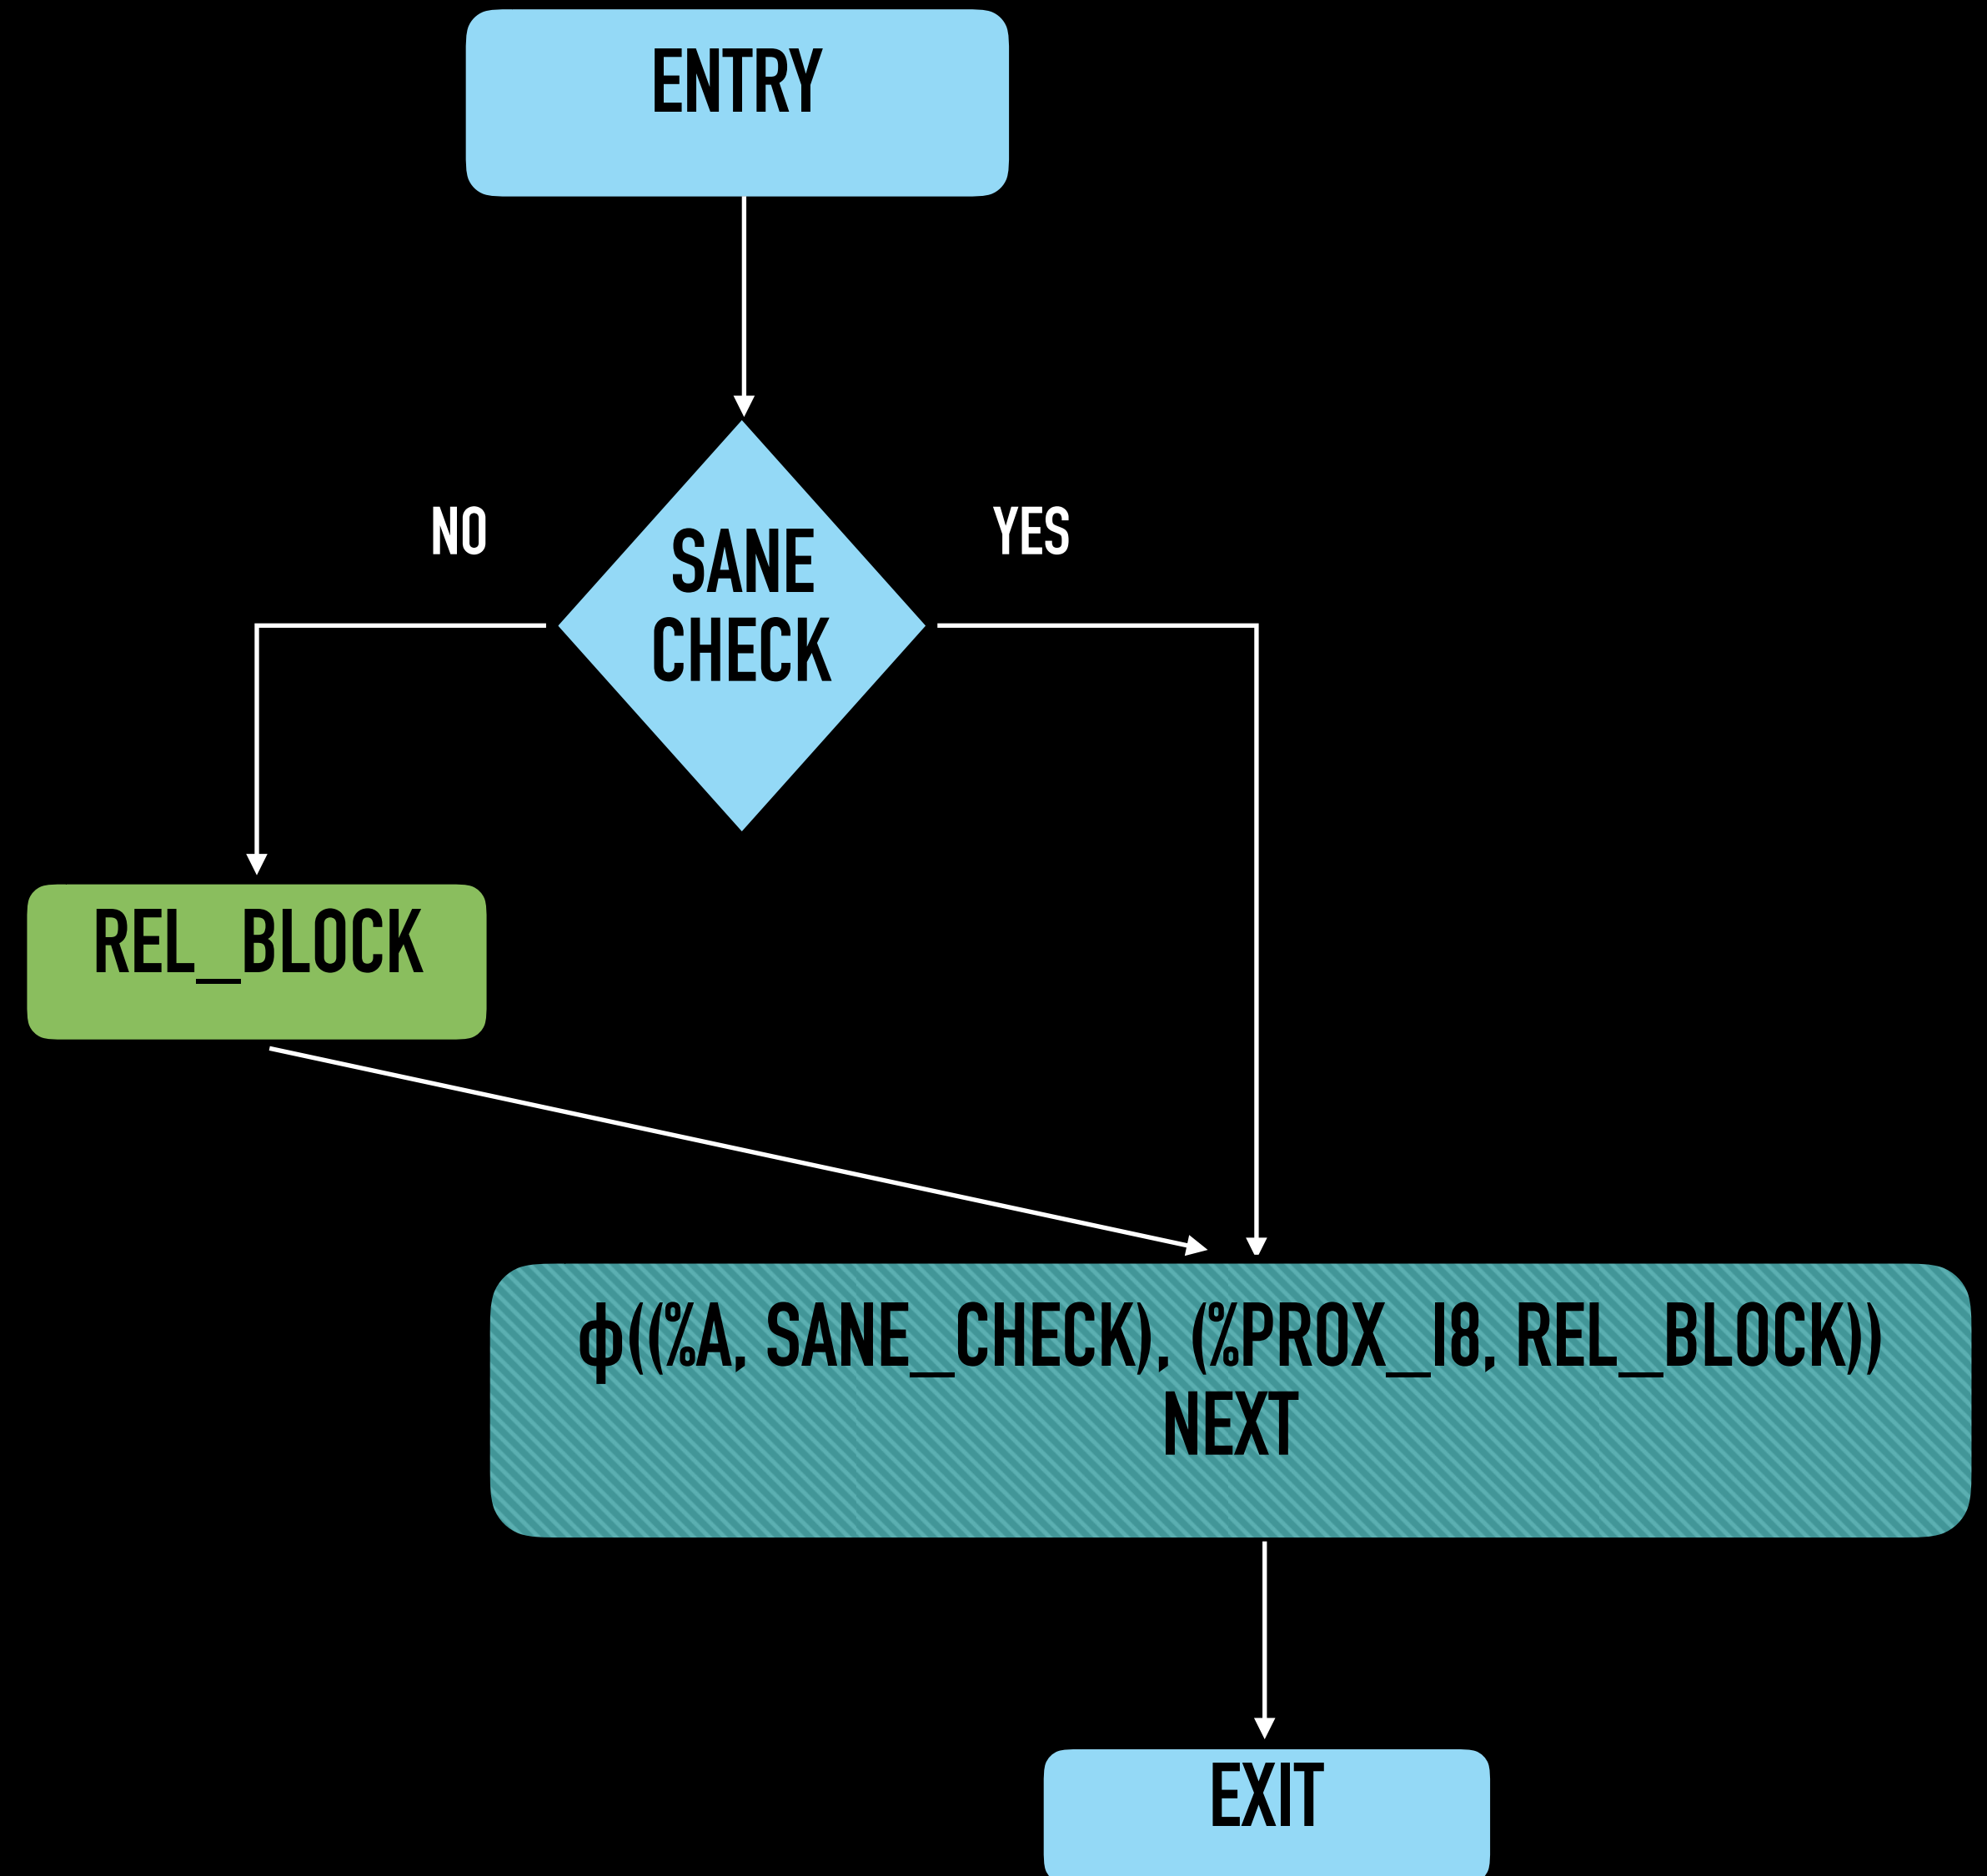 ENTRY
NO
YES
SANE
CHECK
REL_BLOCK
ϕ((%A, SANE_CHECK), (%PROX_I8, REL_BLOCK))
NEXT
EXIT